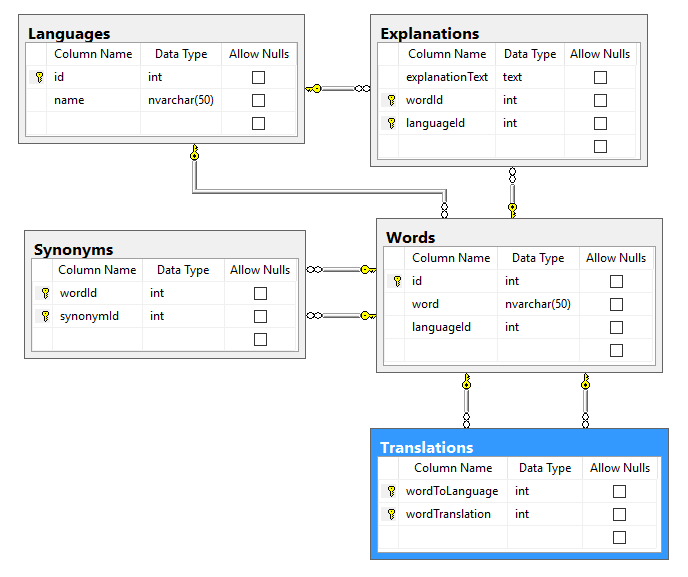 Languages
Column Name Data Type Allow Nulls
id int
name nvarchar(50)
Explanations
Column Name Data Type Allow Nulls
explanationText text
wordId int
languageId int
Synonyms
Column Name Data Type Allow Nulls
wordId int
synonymId int
Words
Column Name Data Type Allow Nulls
id int
word nvarchar(50)
languageId int
Translations
Column Name Data Type Allow Nulls
wordToLanguage int
wordTranslation int